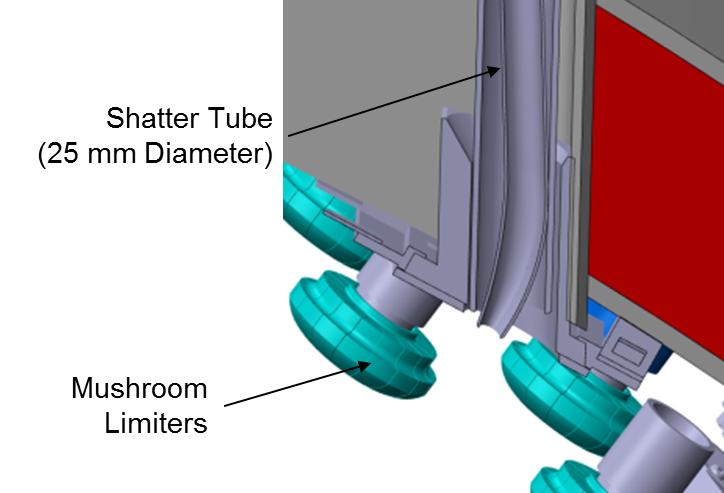 Shatter Tube
(25 mm Diameter)
Mushroom
Limiters